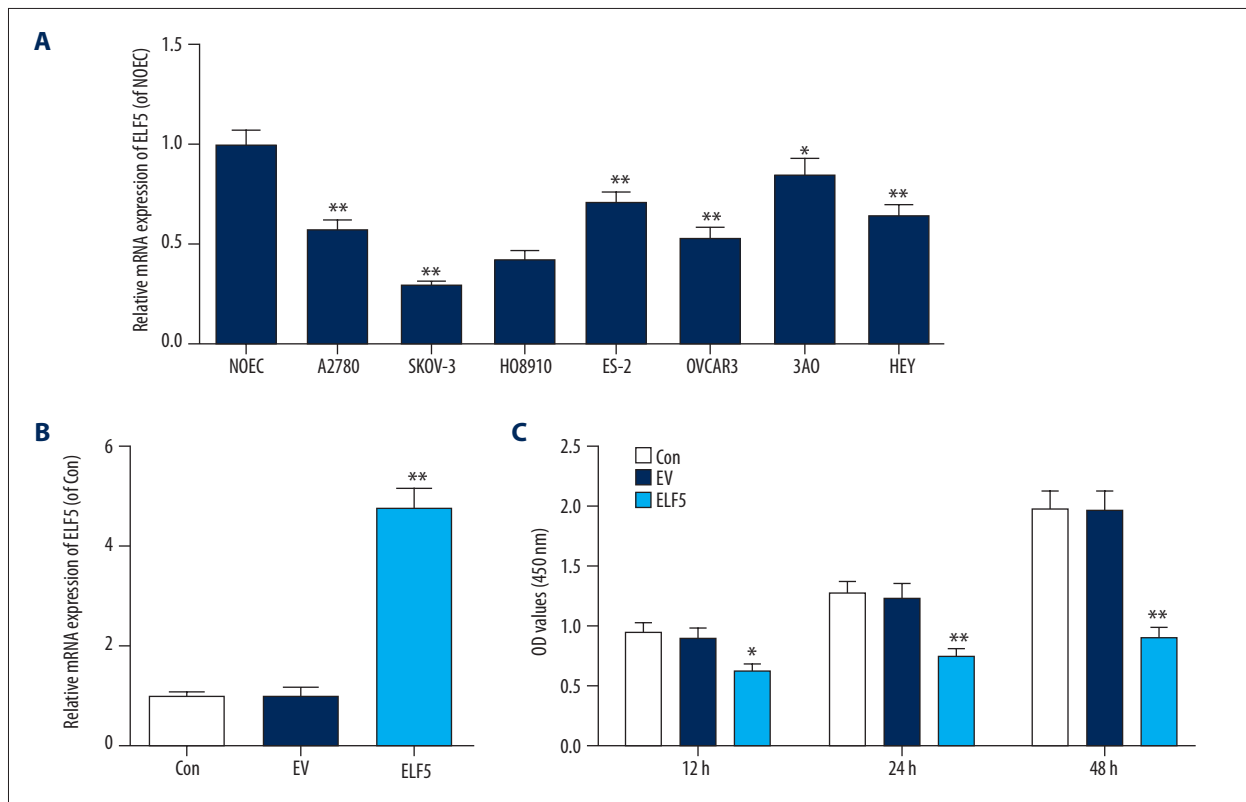 A
Relative mRNA expression of ELF5 (of NOEC)
1.5
1.0
0.5
0.0
**
**
**
**
*
**
NOEC A2780 SKOV-3 HO8910 ES-2 OVCAR3 3AO HEY
B
Relative mRNA expression of ELF5 (of Con)
6
4
2
0
**
Con EV ELF5
C
OD values (450 nm)
2.5
2.0
1.5
1.0
0.5
0.0
Con
EV
ELF5
*
**
**
12 h 24 h 48 h